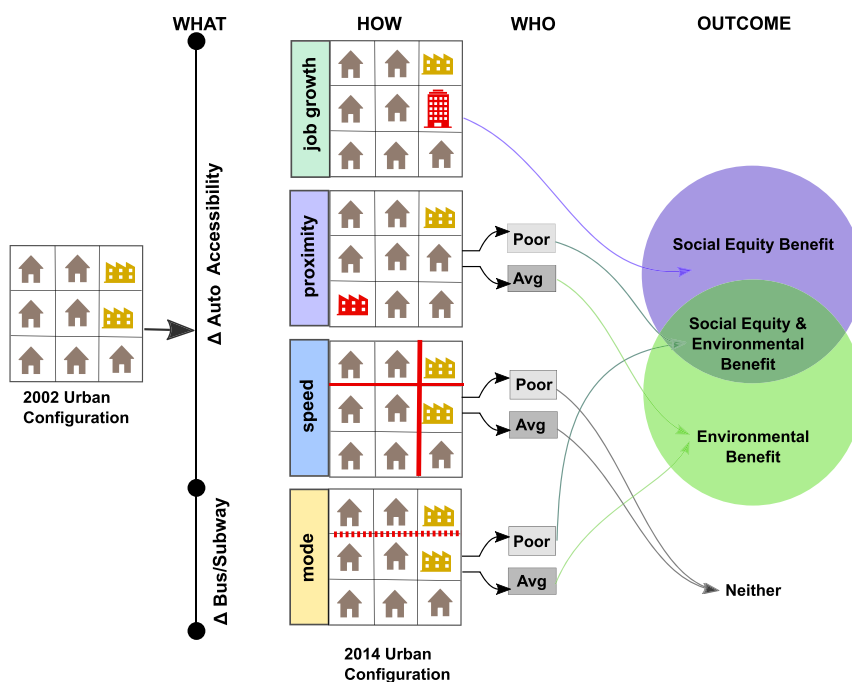 WHAT
HOW
WHO
OUTCOME
2002 Urban
Configuration
Δ Auto Accessibility
Δ Bus/Subway
job growth
proximity
speed
mode
2014 Urban
Configuration
Poor
Avg
Poor
Avg
Poor
Avg
Social Equity Benefit
Social Equity &
Environmental
Benefit
Environmental
Benefit
Neither